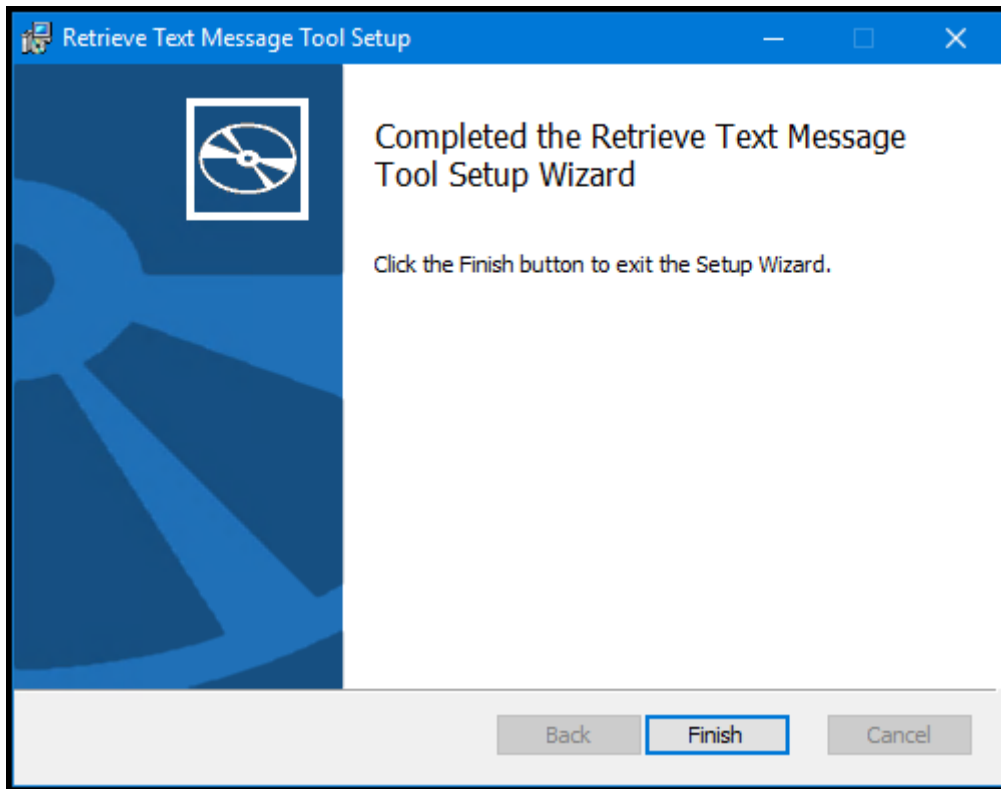 Retrieve Text Message Tool Setup
Completed the Retrieve Text Message
Tool Setup Wizard
Click the Finish button to exit the Setup Wizard.
Back Finish Cancel